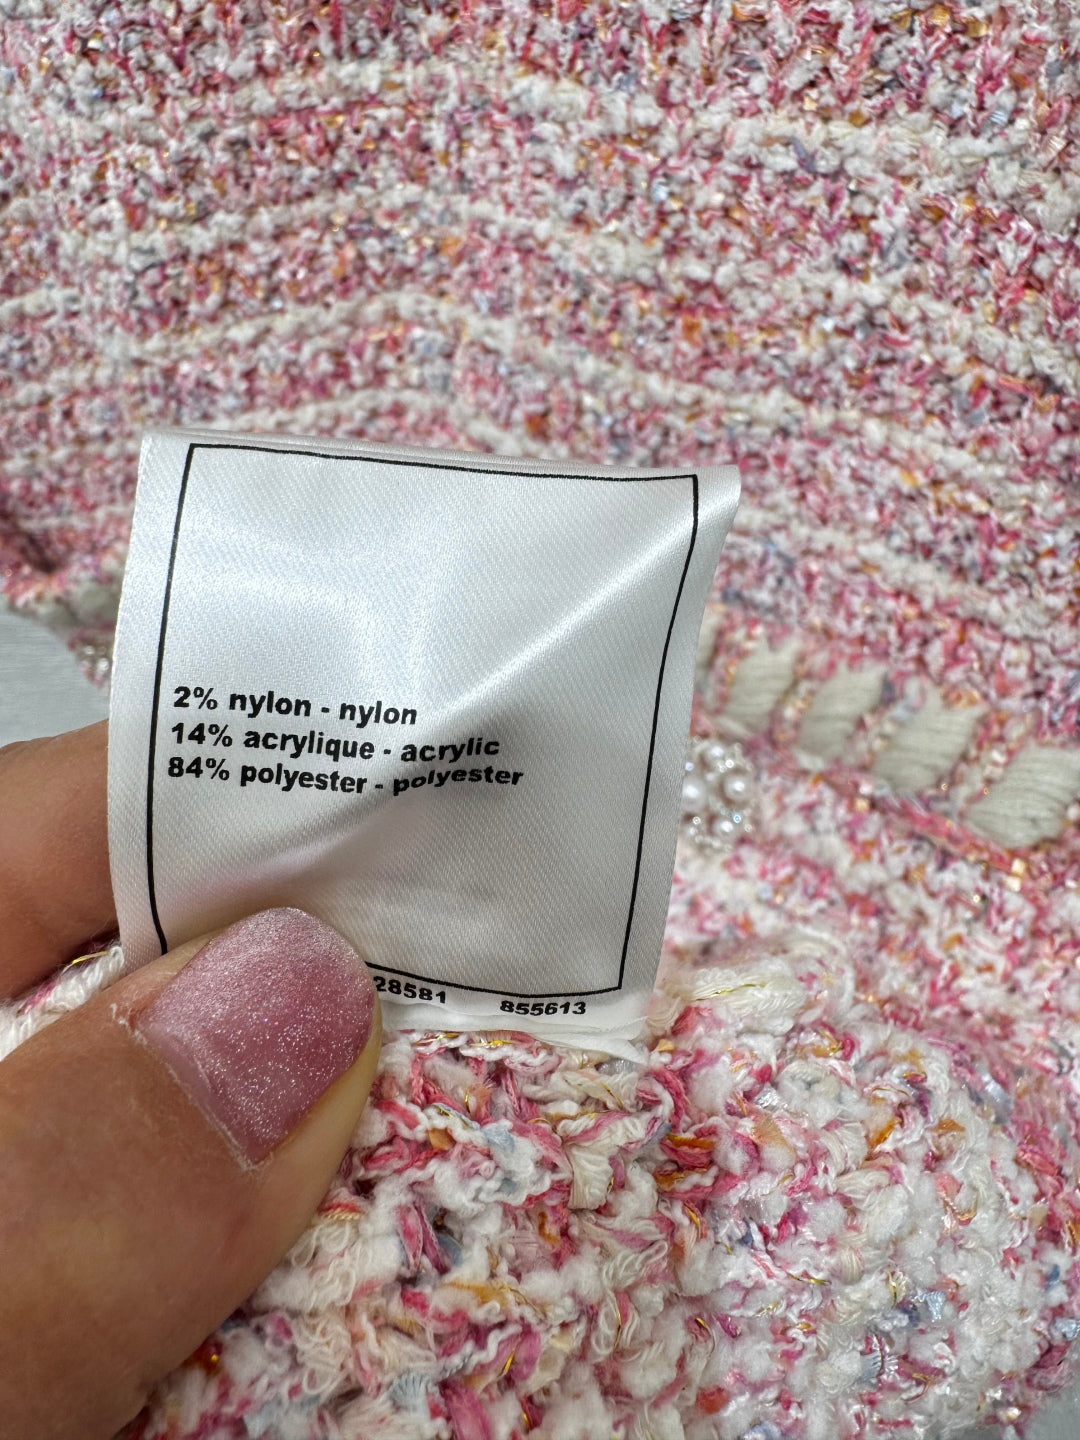 2% nylon - nylon
14% acrylique - acrylic
84% polyester - polyester
28581 855613